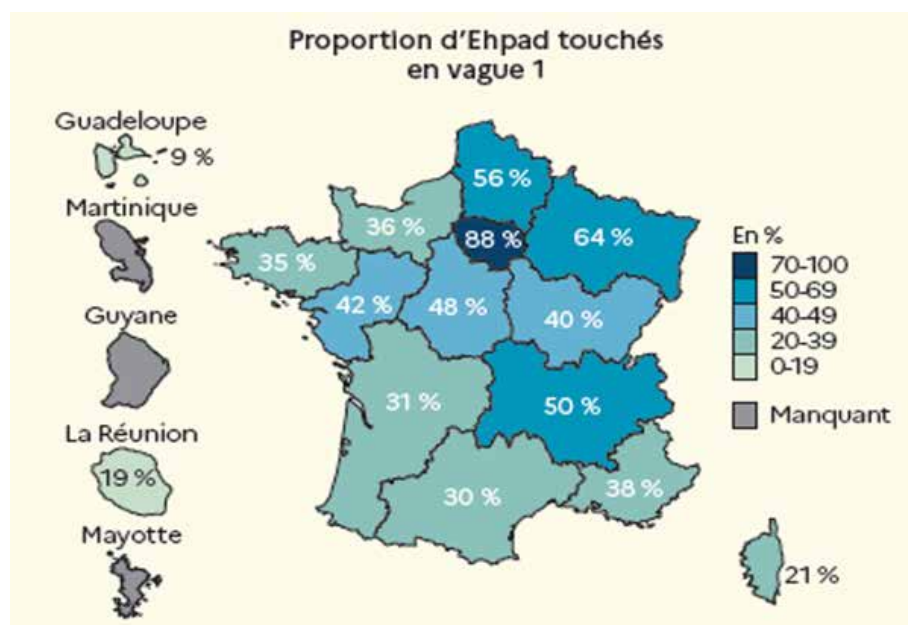 Proportion d'Ehpad touchés
en vague 1
Guadeloupe
9 %
Martinique
Guyane
La Réunion
19 %
Mayotte
56 %
36 %
88 %
64 %
35 %
42 %
48 %
40 %
31 %
50 %
30 %
38 %
21 %
En %
70-100
50-69
40-49
20-39
0-19
Manquant